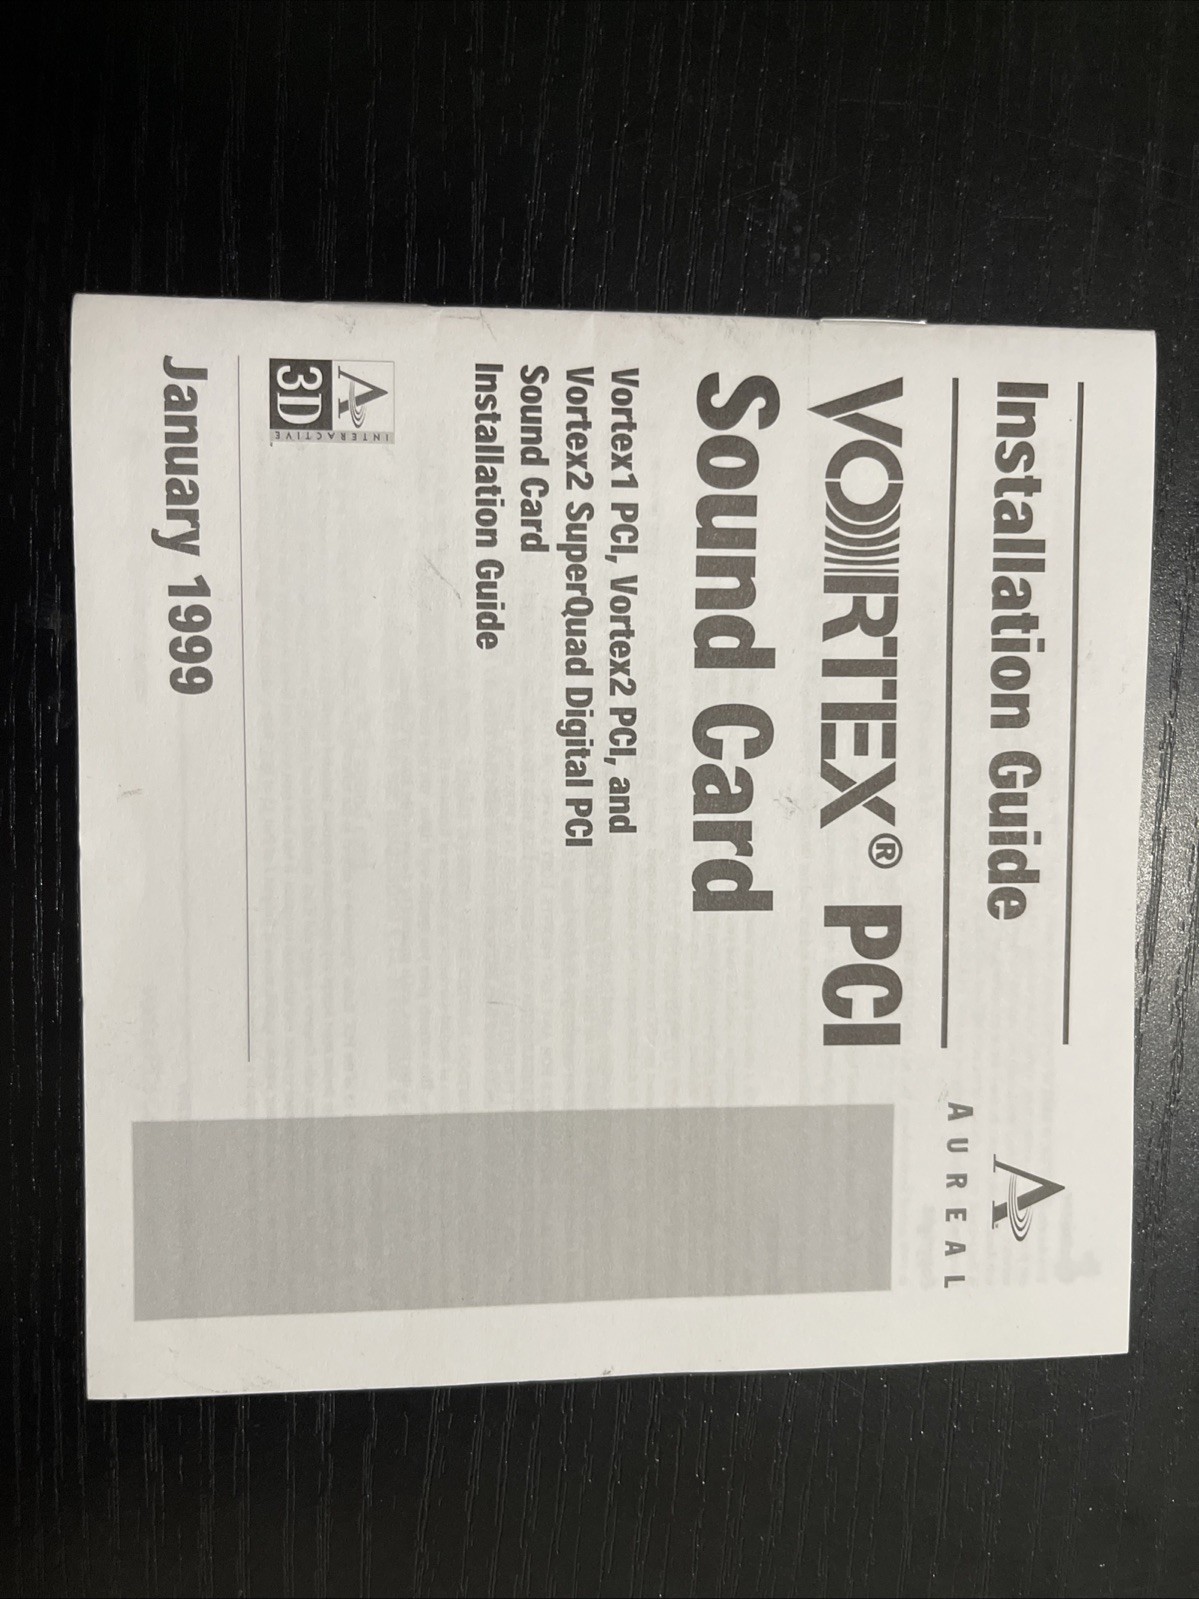 Installation Guide
AUREAL
VORTEX® PCI
Sound Card
Vortex1 PCI, Vortex2 PCI, and
Vortex2 SuperQuad Digital PCI
Sound Card
Installation Guide
A
3D
INTERACTIVE
January 1999